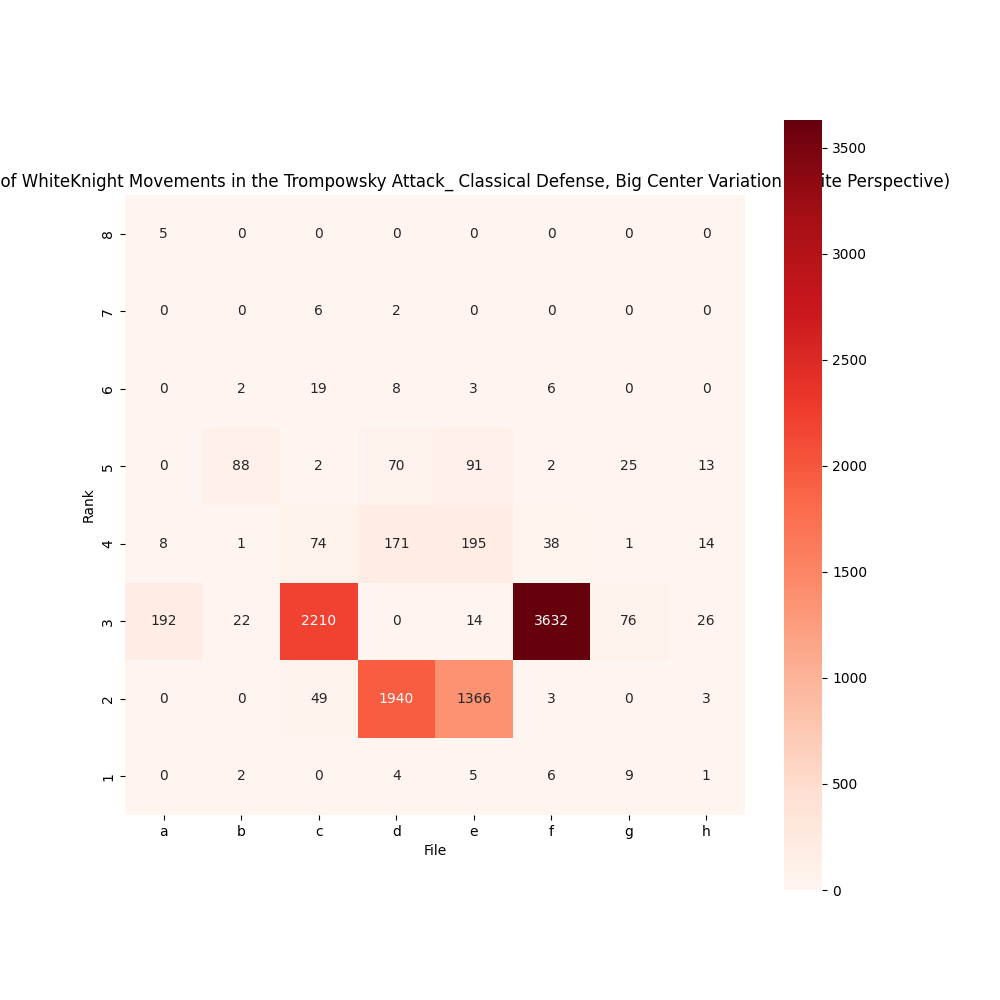 of WhiteKnight Movements in the Trompowsky Attack_ Classical Defense, Big Center Variation ite Perspective)
8 5 0 0 0 0 0 0 0
7 0 0 6 2 0 0 0 0
6 0 2 19 8 3 6 0 0
5 0 88 2 70 91 2 25 13
4 8 1 74 171 195 38 1 14
3 192 22 2210 0 14 3632 76 26
2 0 0 49 1940 1366 3 0 3
1 0 2 0 4 5 6 9 1
a b c d e f g h
File
Rank
3500
3000
2500
2000
1500
1000
500
0